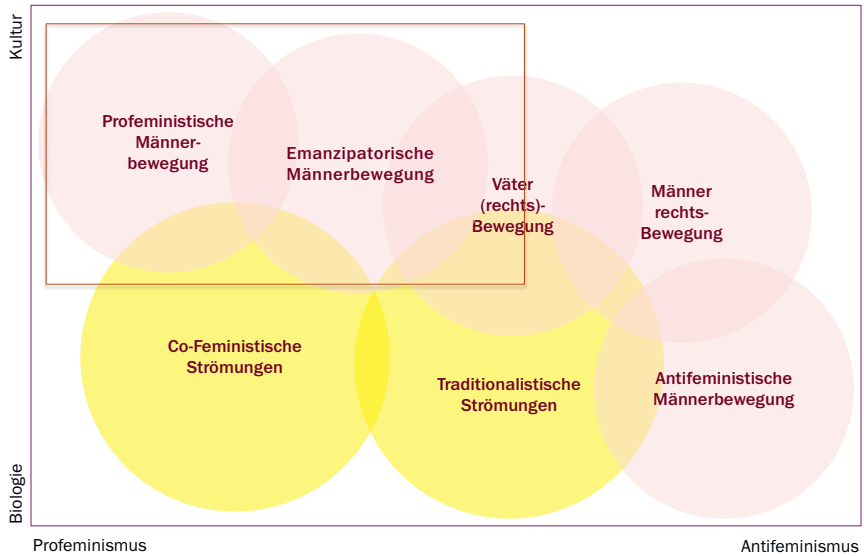 Kultur
Profeministische
Männer-
bewegung
Emanzipatorische
Männerbewegung
Väter
(rechts)-
Bewegung
Männer
rechts-
Bewegung
Co-Feministische
Strömungen
Traditionalistische
Strömungen
Antifeministische
Männerbewegung
Biologie
Profeminismus
Antifeminismus